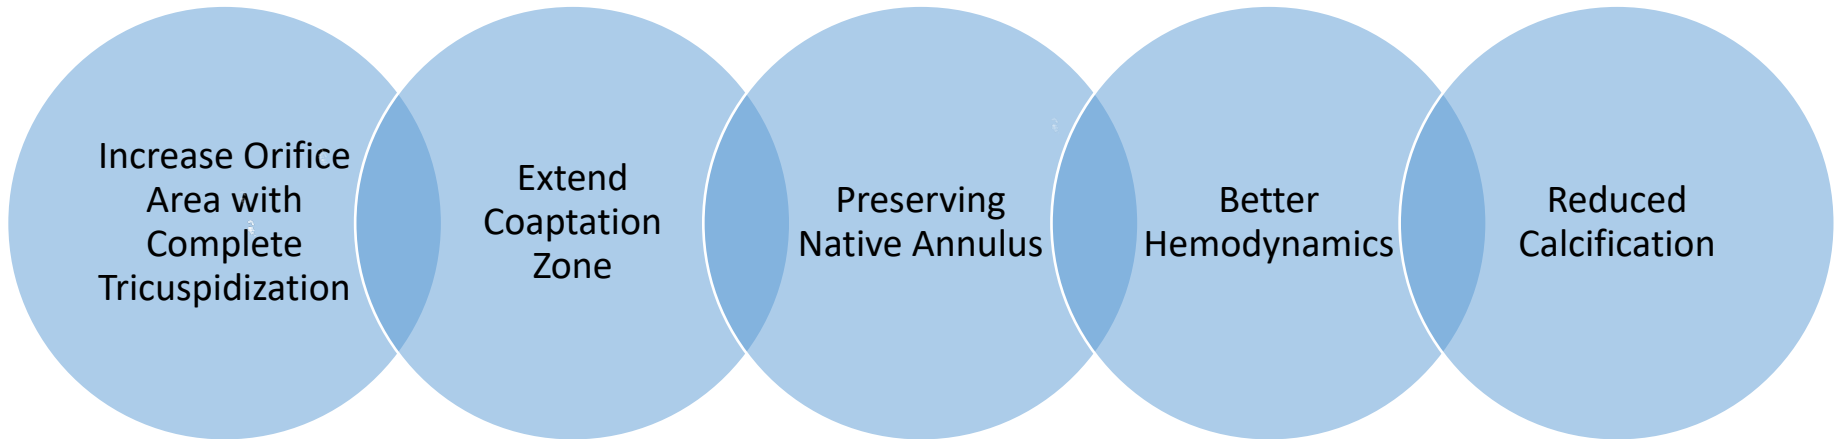 Increase Orifice
Area with
Complete
Tricuspidization
Extend
Coaptation
Zone
Preserving
Native Annulus
Better
Hemodynamics
Reduced
Calcification